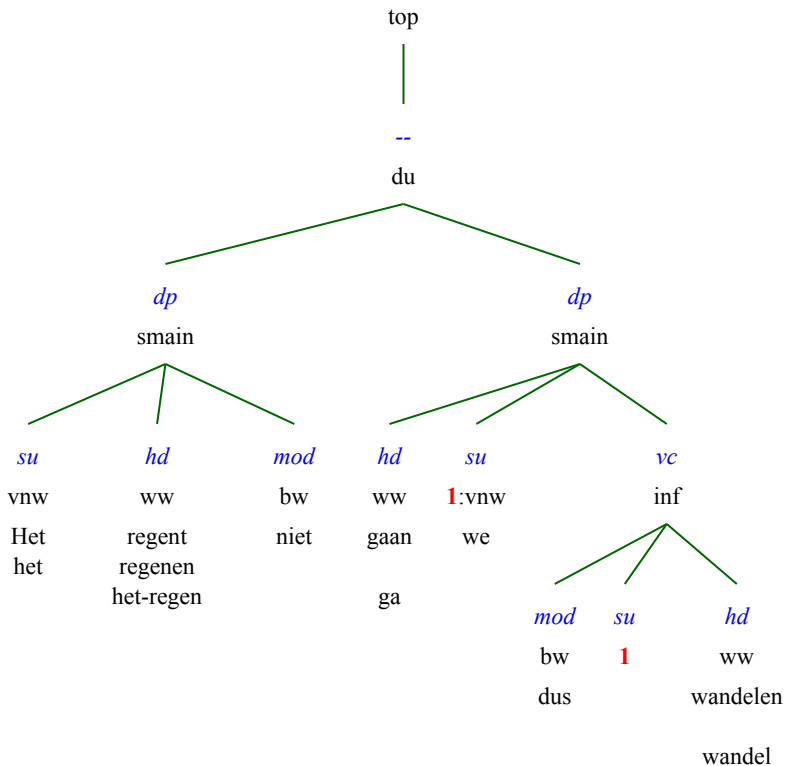 top
--
du
dp dp
smain smain
su hd mod hd su vc
vnw ww bw ww 1:vnw inf
Het regent niet gaan we
het regenen
het-regen ga
mod su hd
bw 1 ww
dus wandelen
wandel